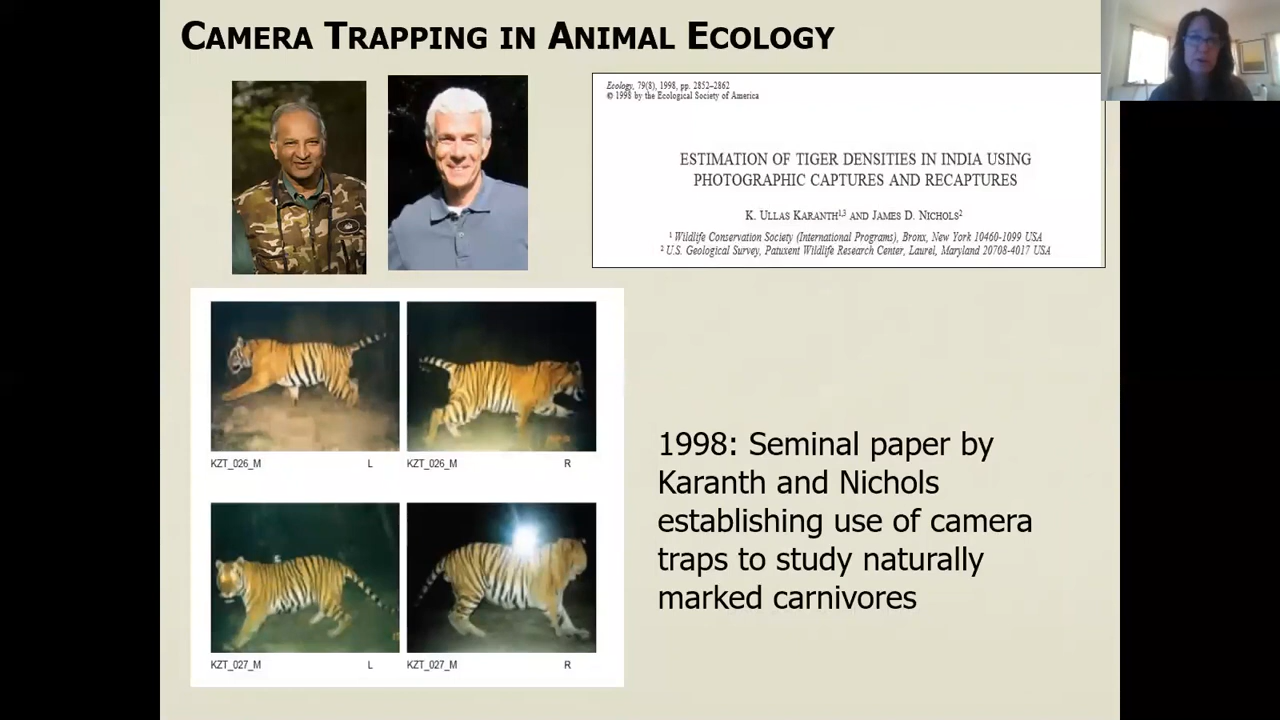 CAMERA TRAPPING IN ANIMAL ECOLOGY
Ecology, 79(8), 1998, pp. 2852–2862
© 1998 by the Ecological Society of America
ESTIMATION OF TIGER DENSITIES IN INDIA USING
PHOTOGRAPHIC CAPTURES AND RECAPTURES
K. ULLAS KARANTH1,3 AND JAMES D. NICHOLS2
1 Wildlife Conservation Society (International Programs), Bronx, New York 10460-1099 USA
2 U.S. Geological Survey, Patuxent Wildlife Research Center, Laurel, Maryland 20708-4017 USA
KZT_026_M L KZT_026_M R
KZT_027_M L KZT_027_M R
1998: Seminal paper by
Karanth and Nichols
establishing use of camera
traps to study naturally
marked carnivores